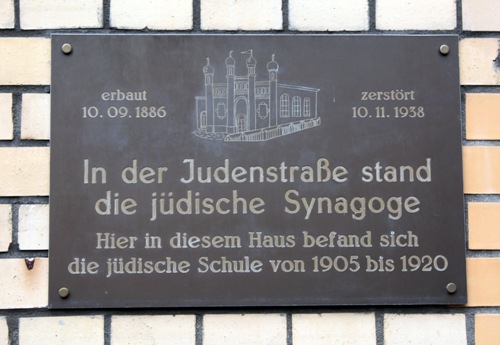 erbaut
10. 09. 1886
zerstört
10. 11. 1938
In der Judenstraße stand
die jüdische Synagoge
Hier in diesem Haus befand sich
die jüdische Schule von 1905 bis 1920